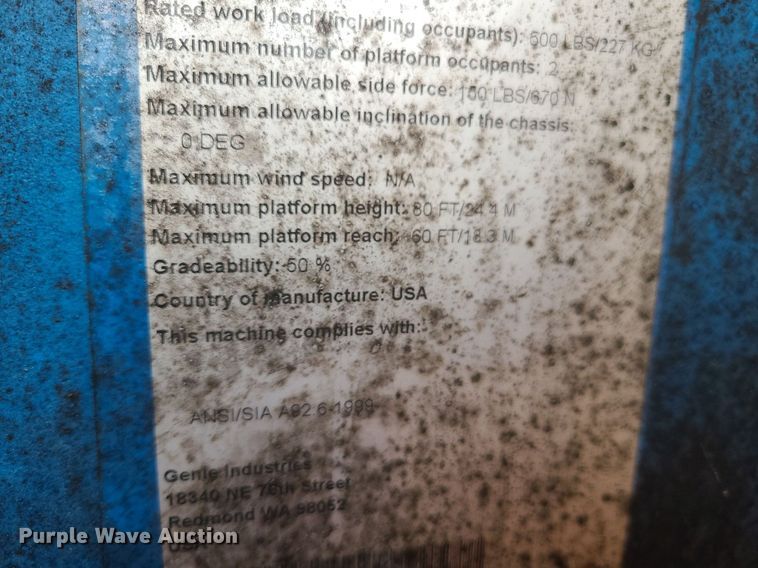 Rated work load (including occupants): 500 LBS/227 KG
Maximum number of platform occupants: 2
Maximum allowable side force: 150 LBS/670 N
Maximum allowable inclination of the chassis:
0 DEG
Maximum wind speed: N/A
Maximum platform height: 80 FT/24.4 M
Maximum platform reach: 60 FT/18.3 M
Gradeability: 50 %
Country of manufacture: USA
This machine complies with:
ANSI/SIA A92.6-1999
Genie Industries
18340 NE 76th Street
Redmond WA 98052
USA
Purple Wave Auction